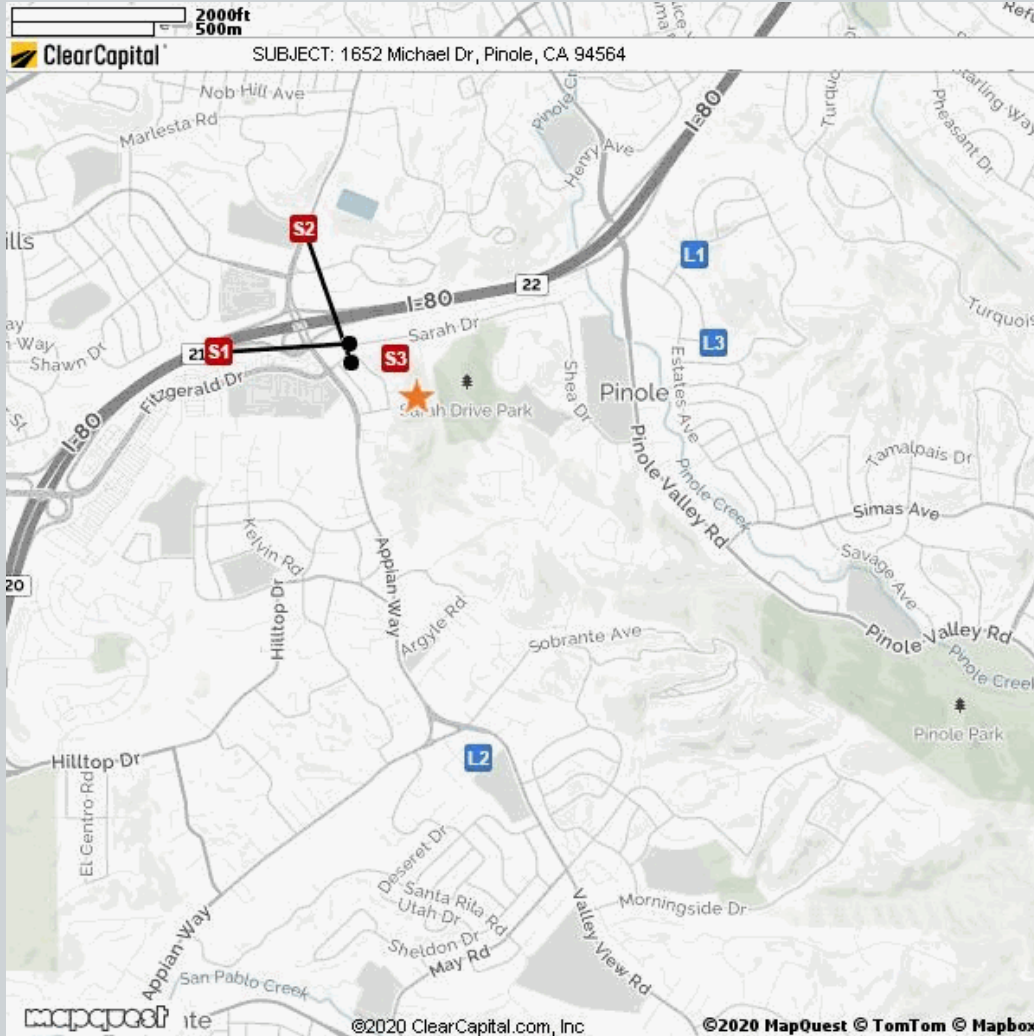 2000ft
500m
ClearCapital
SUBJECT: 1652 Michael Dr, Pinole, CA 94564
Nob Hill Ave
Marlesta Rd
Henry Ave
I-80
Pheasant Dr
S2
L1
22
I-80
Sarah Dr
21
S1
S3
L3
Shawn Dr
Fitzgerald Dr
Sarah Drive Park
Shea Dr
Pinole
Estates Ave
I-80
Pinole Valley Rd
Pinole Creek
Tamalpais Dr
Simas Ave
Savage Ave
Kelvin Rd
Appian Way
20
Hilltop Dr
Argyle Rd
Sobrante Ave
Pinole Valley Rd
Pinole Creek
Pinole Park
Hilltop Dr
L2
El Centro Rd
Deseret Dr
Santa Rita Rd
Utah Dr
Sheldon Dr
May Rd
Morningside Dr
Valley View Rd
Appian Way
San Pablo Creek
mapquest
©2020 ClearCapital.com, Inc
©2020 MapQuest © TomTom © Mapbo